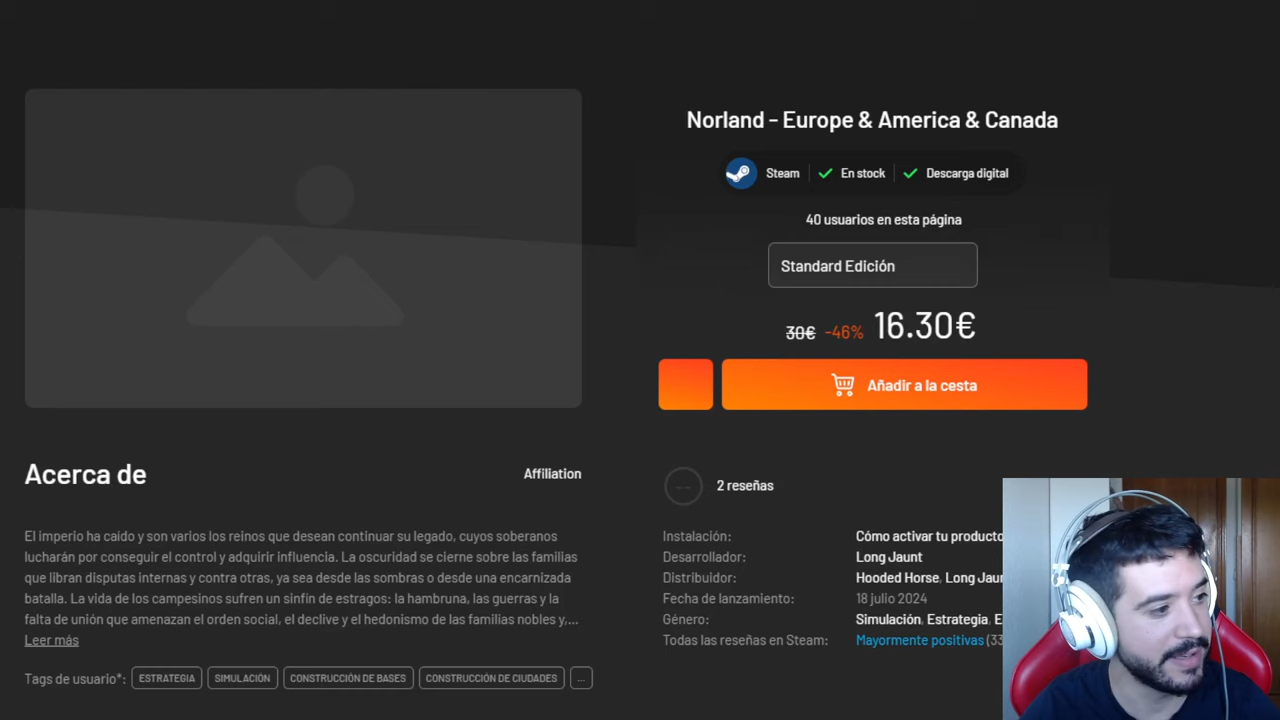 Norland - Europe & America & Canada
Steam
En stock
Descarga digital
40 usuarios en esta página
Standard Edición
30€ -46% 16.30€
Añadir a la cesta
Acerca de
Affiliation
El imperio ha caído y son varios los reinos que desean continuar su legado, cuyos soberanos
lucharán por conseguir el control y adquirir influencia. La oscuridad se cierne sobre las familias
que libran disputas internas y contra otras, ya sea desde las sombras o desde una encarnizada
batalla. La vida de los campesinos sufren un sinfín de estragos: la hambruna, las guerras y la
falta de unión que amenazan el orden social, el declive y el hedonismo de las familias nobles y,...
Leer más
Tags de usuario*:
ESTRATEGIA
SIMULACIÓN
CONSTRUCCIÓN DE BASES
CONSTRUCCIÓN DE CIUDADES
...
--
2 reseñas
Instalación: Cómo activar tu producto
Desarrollador: Long Jaunt
Distribuidor: Hooded Horse, Long Jaun
Fecha de lanzamiento: 18 julio 2024
Género: Simulación, Estrategia, E
Todas las reseñas en Steam: Mayormente positivas (33